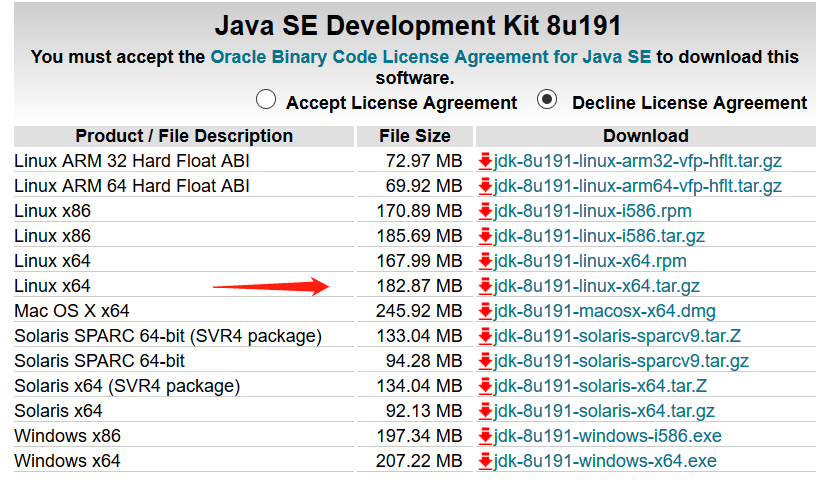 Java SE Development Kit 8u191
You must accept the Oracle Binary Code License Agreement for Java SE to download this
software.
Accept License Agreement Decline License Agreement
Product / File Description File Size Download
Linux ARM 32 Hard Float ABI 72.97 MB jdk-8u191-linux-arm32-vfp-hflt.tar.gz
Linux ARM 64 Hard Float ABI 69.92 MB jdk-8u191-linux-arm64-vfp-hflt.tar.gz
Linux x86 170.89 MB jdk-8u191-linux-i586.rpm
Linux x86 185.69 MB jdk-8u191-linux-i586.tar.gz
Linux x64 167.99 MB jdk-8u191-linux-x64.rpm
Linux x64 182.87 MB jdk-8u191-linux-x64.tar.gz
Mac OS X x64 245.92 MB jdk-8u191-macosx-x64.dmg
Solaris SPARC 64-bit (SVR4 package) 133.04 MB jdk-8u191-solaris-sparcv9.tar.Z
Solaris SPARC 64-bit 94.28 MB jdk-8u191-solaris-sparcv9.tar.gz
Solaris x64 (SVR4 package) 134.04 MB jdk-8u191-solaris-x64.tar.Z
Solaris x64 92.13 MB jdk-8u191-solaris-x64.tar.gz
Windows x86 197.34 MB jdk-8u191-windows-i586.exe
Windows x64 207.22 MB jdk-8u191-windows-x64.exe